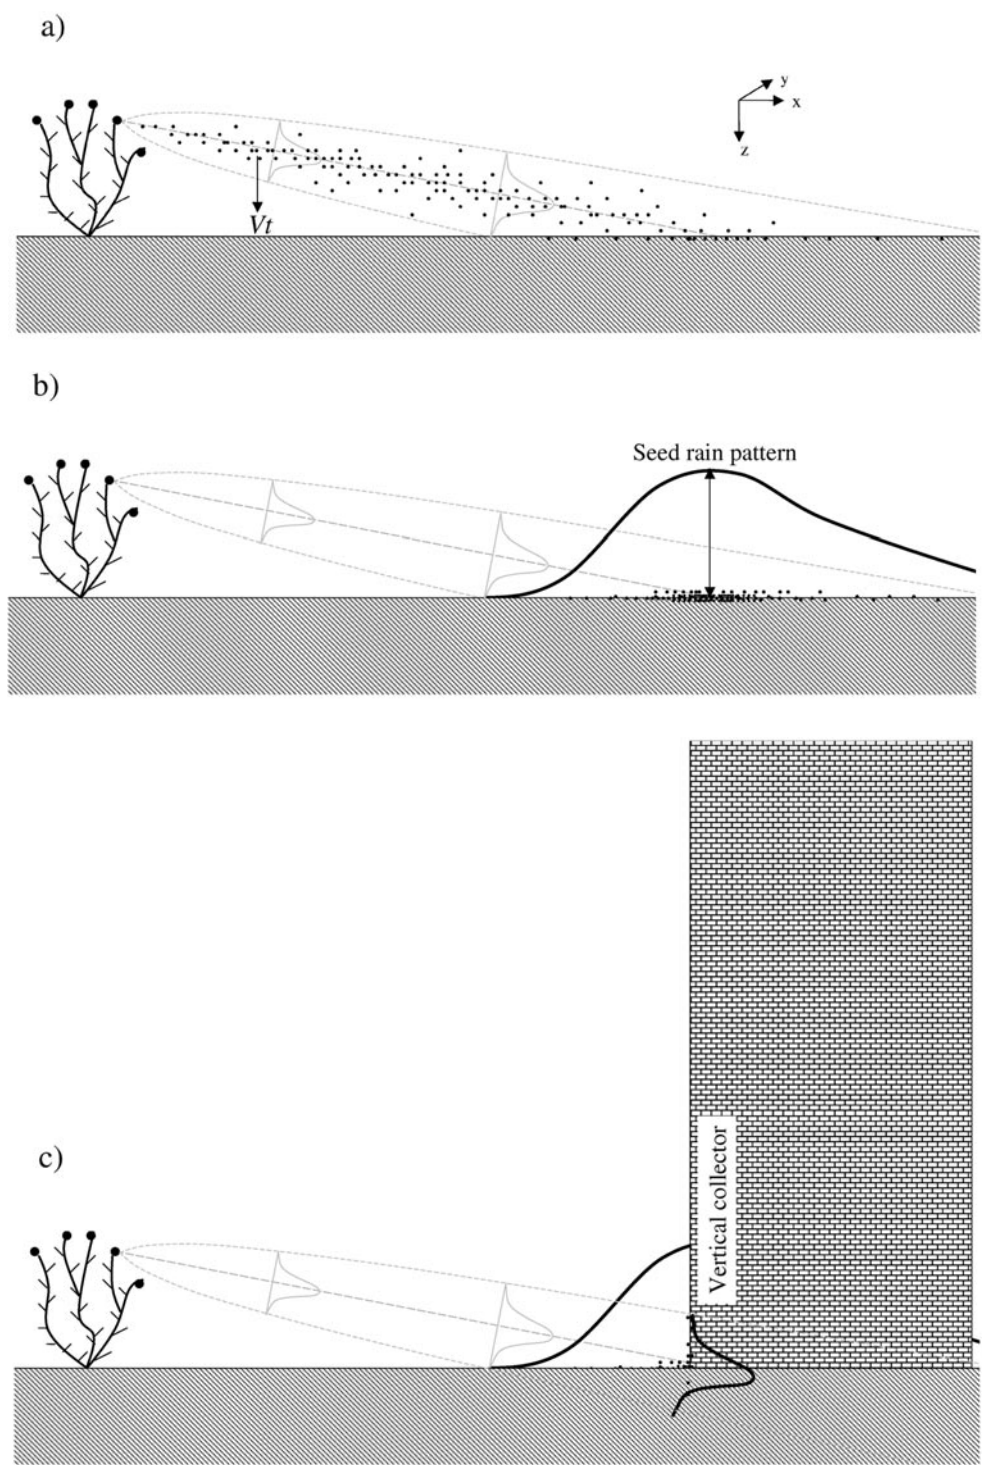 a)
y
x
z
Vt
b)
Seed rain pattern
c)
Vertical collector